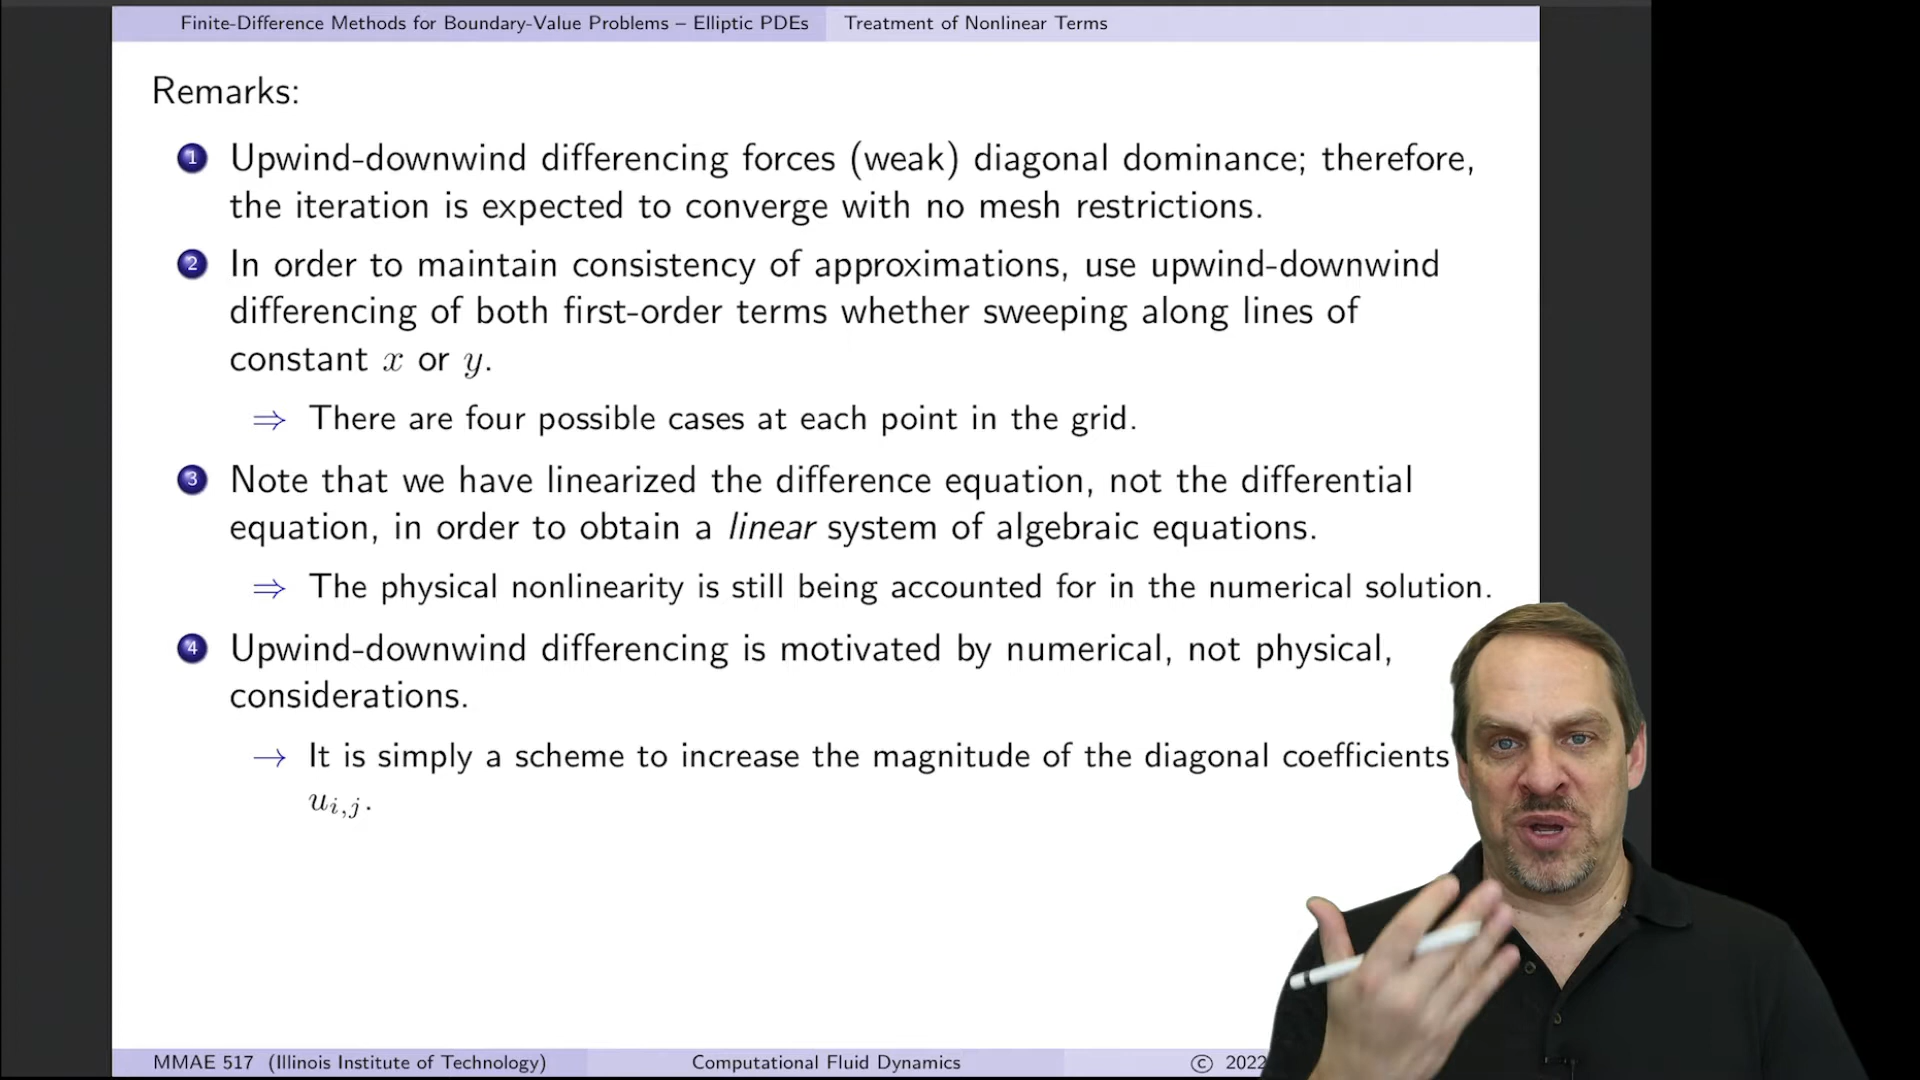 Finite-Difference Methods for Boundary-Value Problems – Elliptic PDEs Treatment of Nonlinear Terms
Remarks:
1 Upwind-downwind differencing forces (weak) diagonal dominance; therefore,
the iteration is expected to converge with no mesh restrictions.
2 In order to maintain consistency of approximations, use upwind-downwind
differencing of both first-order terms whether sweeping along lines of
constant x or y.
⇒ There are four possible cases at each point in the grid.
3 Note that we have linearized the difference equation, not the differential
equation, in order to obtain a linear system of algebraic equations.
⇒ The physical nonlinearity is still being accounted for in the numerical solution.
4 Upwind-downwind differencing is motivated by numerical, not physical,
considerations.
→ It is simply a scheme to increase the magnitude of the diagonal coefficients
u_{i,j}.
MMAE 517 (Illinois Institute of Technology) Computational Fluid Dynamics © 2022